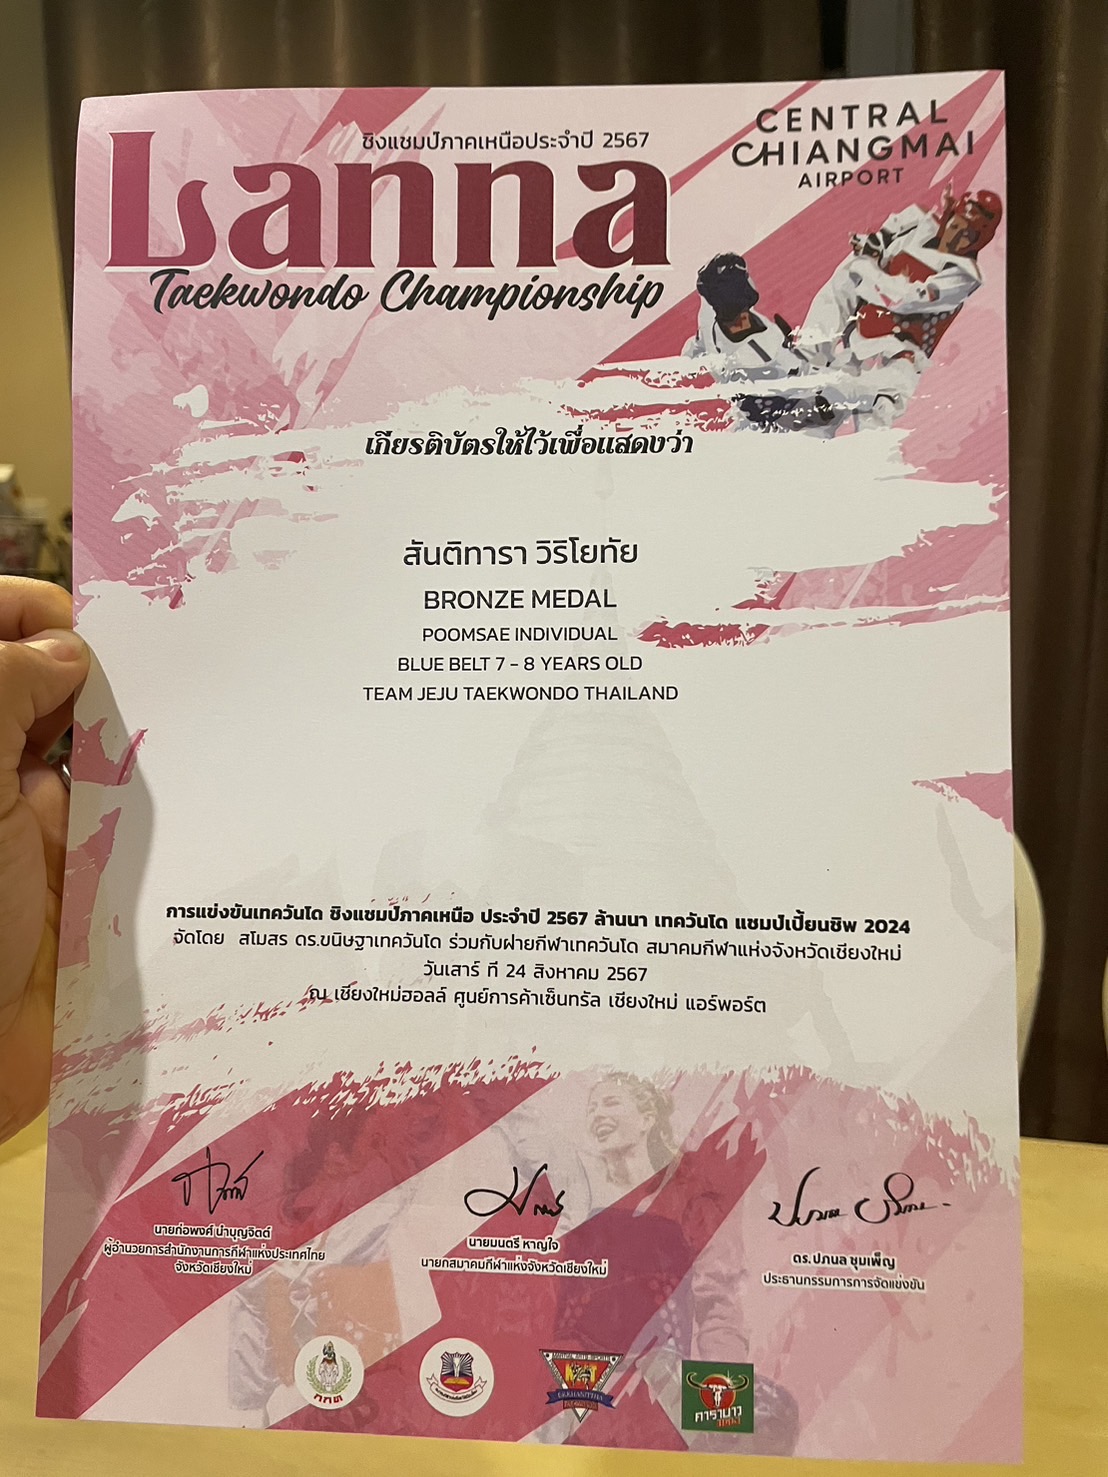 ชิงแชมป์ภาคเหนือประจำปี 2567
Lanna
Taekwondo Championship
CENTRAL
CHIANGMAI
AIRPORT
เกียรติบัตรให้ไว้เพื่อแสดงว่า
สันติทารา วิริโยทัย
BRONZE MEDAL
POOMSAE INDIVIDUAL
BLUE BELT 7 - 8 YEARS OLD
TEAM JEJU TAEKWONDO THAILAND
การแข่งขันเทควันโด ชิงแชมป์ภาคเหนือ ประจำปี 2567 ล้านนา เทควันโด แชมป์เปี้ยนชิพ 2024
จัดโดย สโมสร ดร.ขนิษฐาเทควันโด ร่วมกับฝ่ายกีฬาเทควันโด สมาคมกีฬาแห่งจังหวัดเชียงใหม่
วันเสาร์ ที่ 24 สิงหาคม 2567
ณ เชียงใหม่ฮอลล์ ศูนย์การค้าเซ็นทรัล เชียงใหม่ แอร์พอร์ต
นายก่อพงศ์ นำบุญจิตต์
ผู้อำนวยการสำนักงานการกีฬาแห่งประเทศไทย
จังหวัดเชียงใหม่
นายมนตรี หาญใจ
นายกสมาคมกีฬาแห่งจังหวัดเชียงใหม่
ดร.ปภนล ชุมเพ็ญ
ประธานกรรมการการจัดแข่งขัน
กกท
MARTIAL ARTS SPORTS
คาราบาว